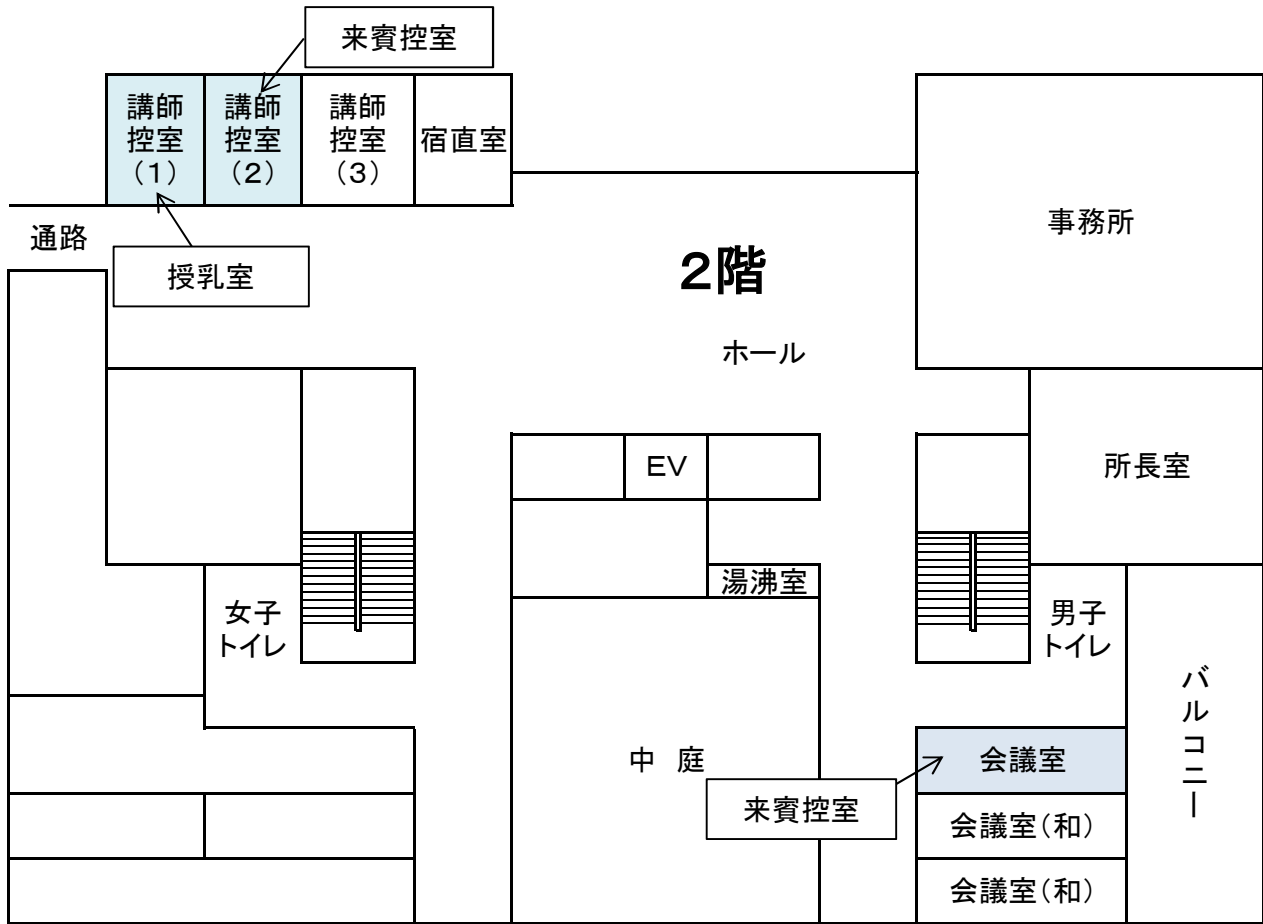 来賓控室
講師
控室
(1)
講師
控室
(2)
講師
控室
(3)
宿直室
通路
授乳室
2階
事務所
ホール
EV
所長室
湯沸室
女子
トイレ
男子
トイレ
バルコニー
中 庭
会議室
来賓控室
会議室(和)
会議室(和)